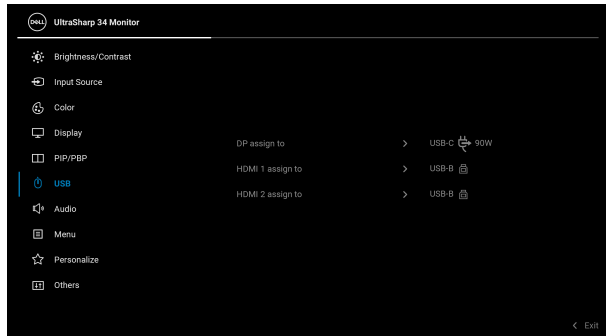 DELL UltraSharp 34 Monitor
Brightness/Contrast
Input Source
Color
Display
DP assign to > USB-C 90W
PIP/PBP
HDMI 1 assign to > USB-B
USB
HDMI 2 assign to > USB-B
Audio
Menu
Personalize
Others
< Exit